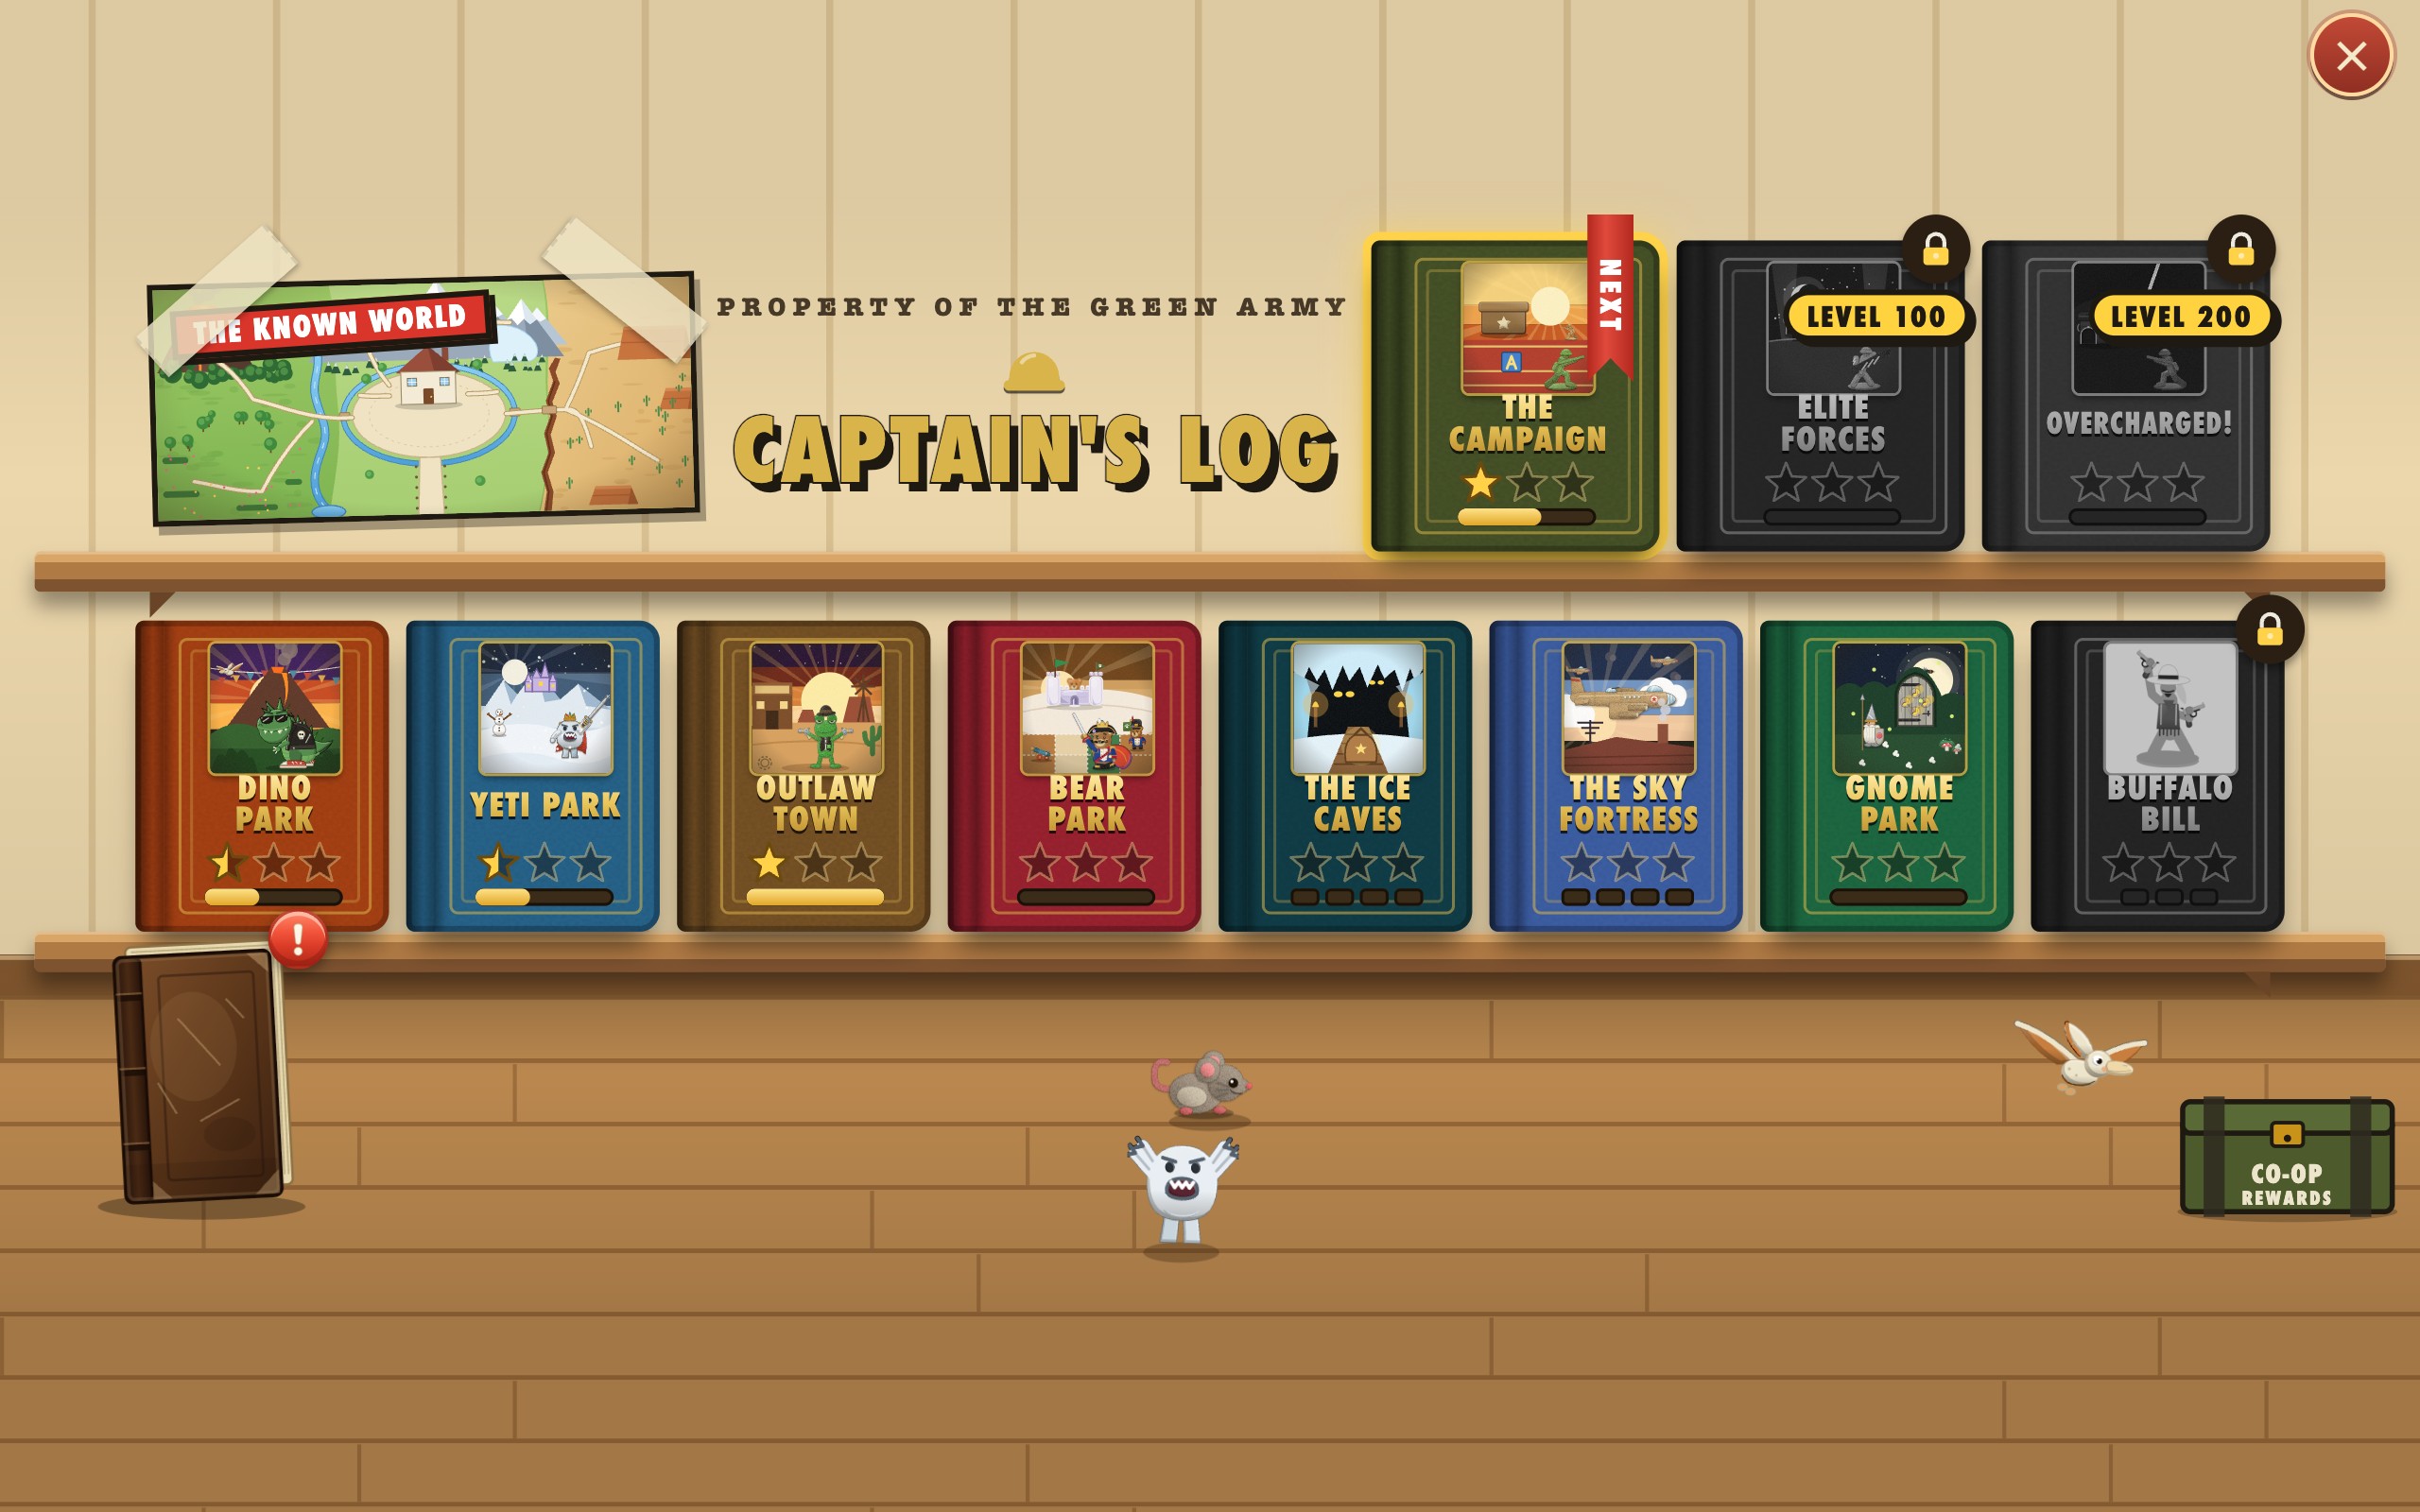 THE KNOWN WORLD
PROPERTY OF THE GREEN ARMY
CAPTAIN'S LOG
A
NEXT
THE
CAMPAIGN
LEVEL 100
ELITE
FORCES
LEVEL 200
OVERCHARGED!
DINO
PARK
YETI PARK
OUTLAW
TOWN
BEAR
PARK
THE ICE
CAVES
THE SKY
FORTRESS
GNOME
PARK
BUFFALO
BILL
!
CO-OP
REWARDS